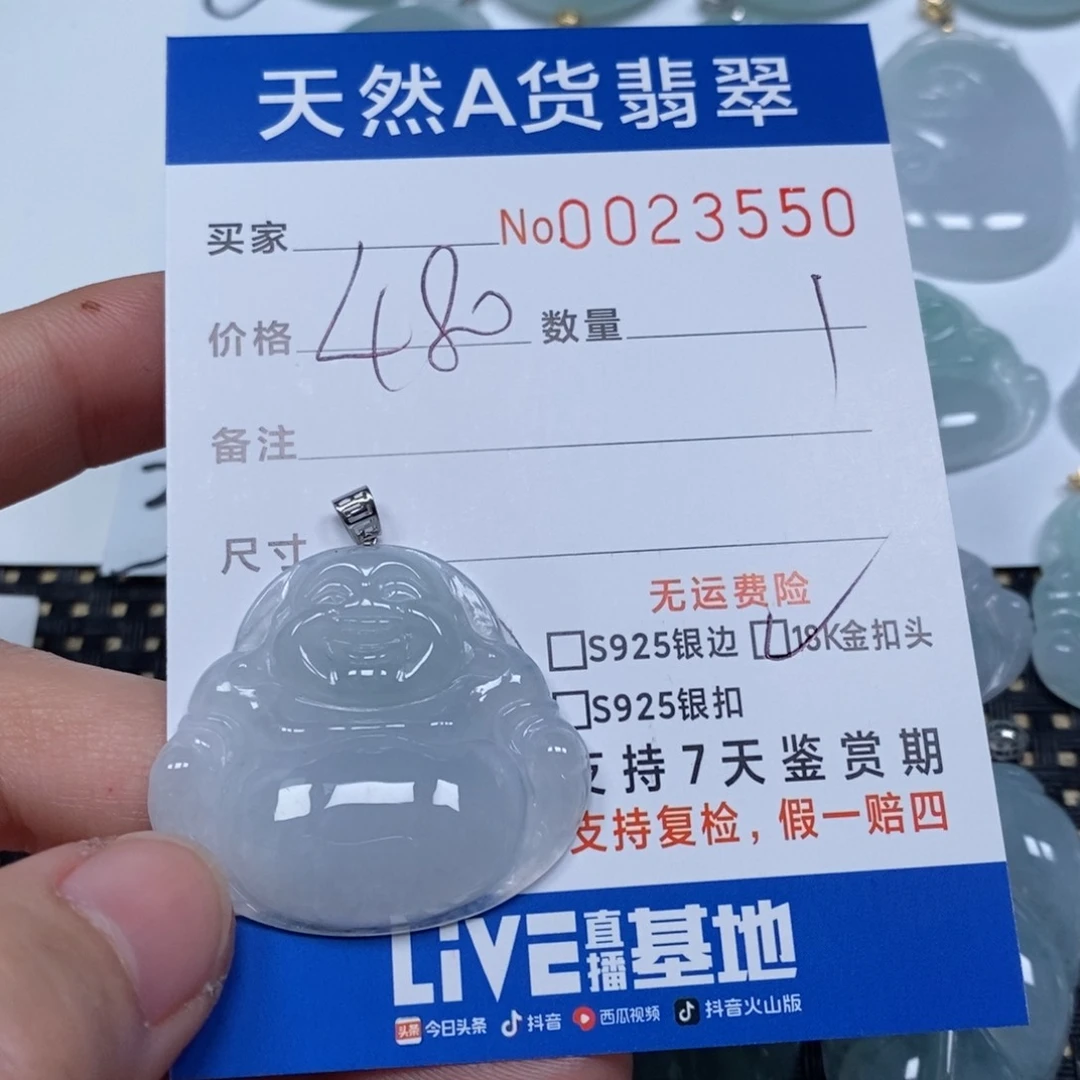 天然A货翡翠
买家 No.0023550
价格 480 数量 1
备注
尺寸
无运费险
S925银边 18K金扣头
S925银扣
支持7天鉴赏期
支持复检，假一赔四
LiVE直播基地
头条 今日头条 抖音 西瓜视频 抖音火山版